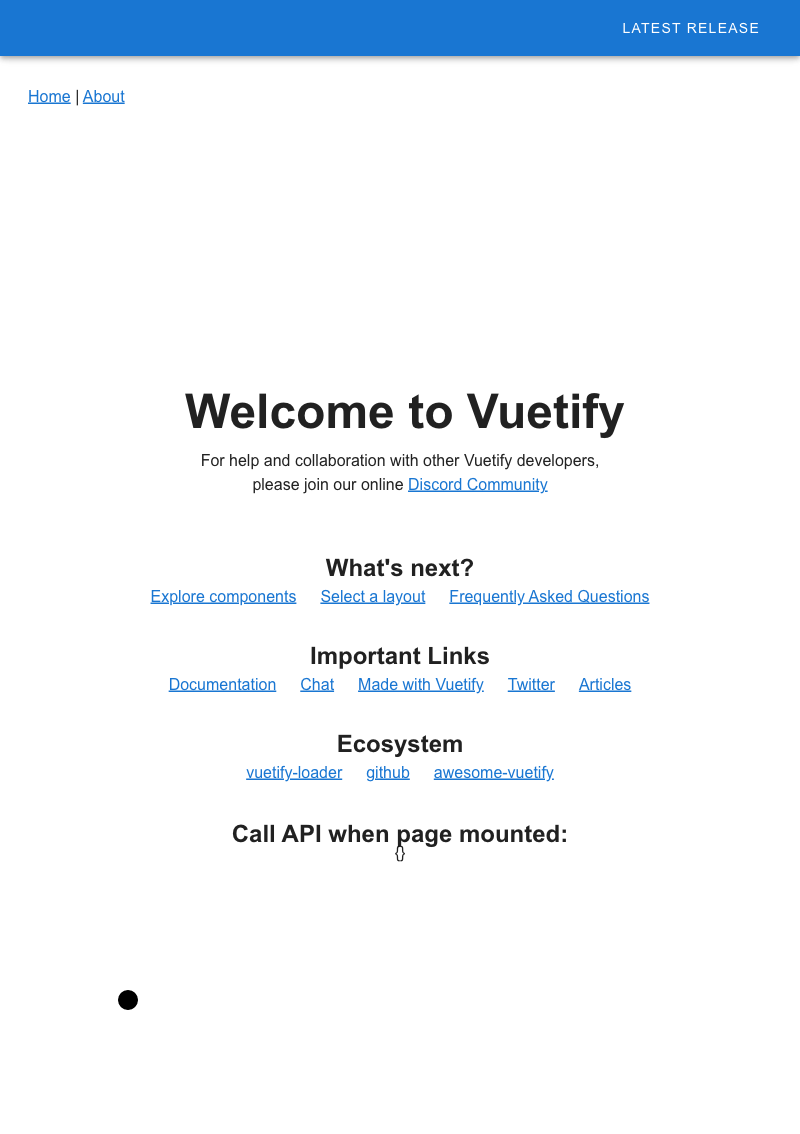 LATEST RELEASE
Home | About
Welcome to Vuetify
For help and collaboration with other Vuetify developers,
please join our online Discord Community
What's next?
Explore components Select a layout Frequently Asked Questions
Important Links
Documentation Chat Made with Vuetify Twitter Articles
Ecosystem
vuetify-loader github awesome-vuetify
Call API when page mounted:
{}